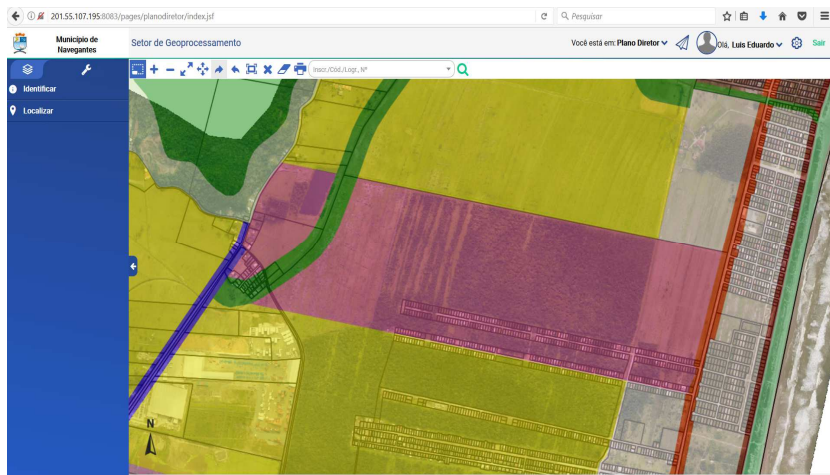 201.55.107.195:8083/pages/planodiretor/index.jsf
Pesquisar
Município de
Navegantes
Setor de Geoprocessamento
Você está em: Plano Diretor
Olá, Luis Eduardo
Sair
Inscr./Cód./Logr., Nº
Identificar
Localizar
N